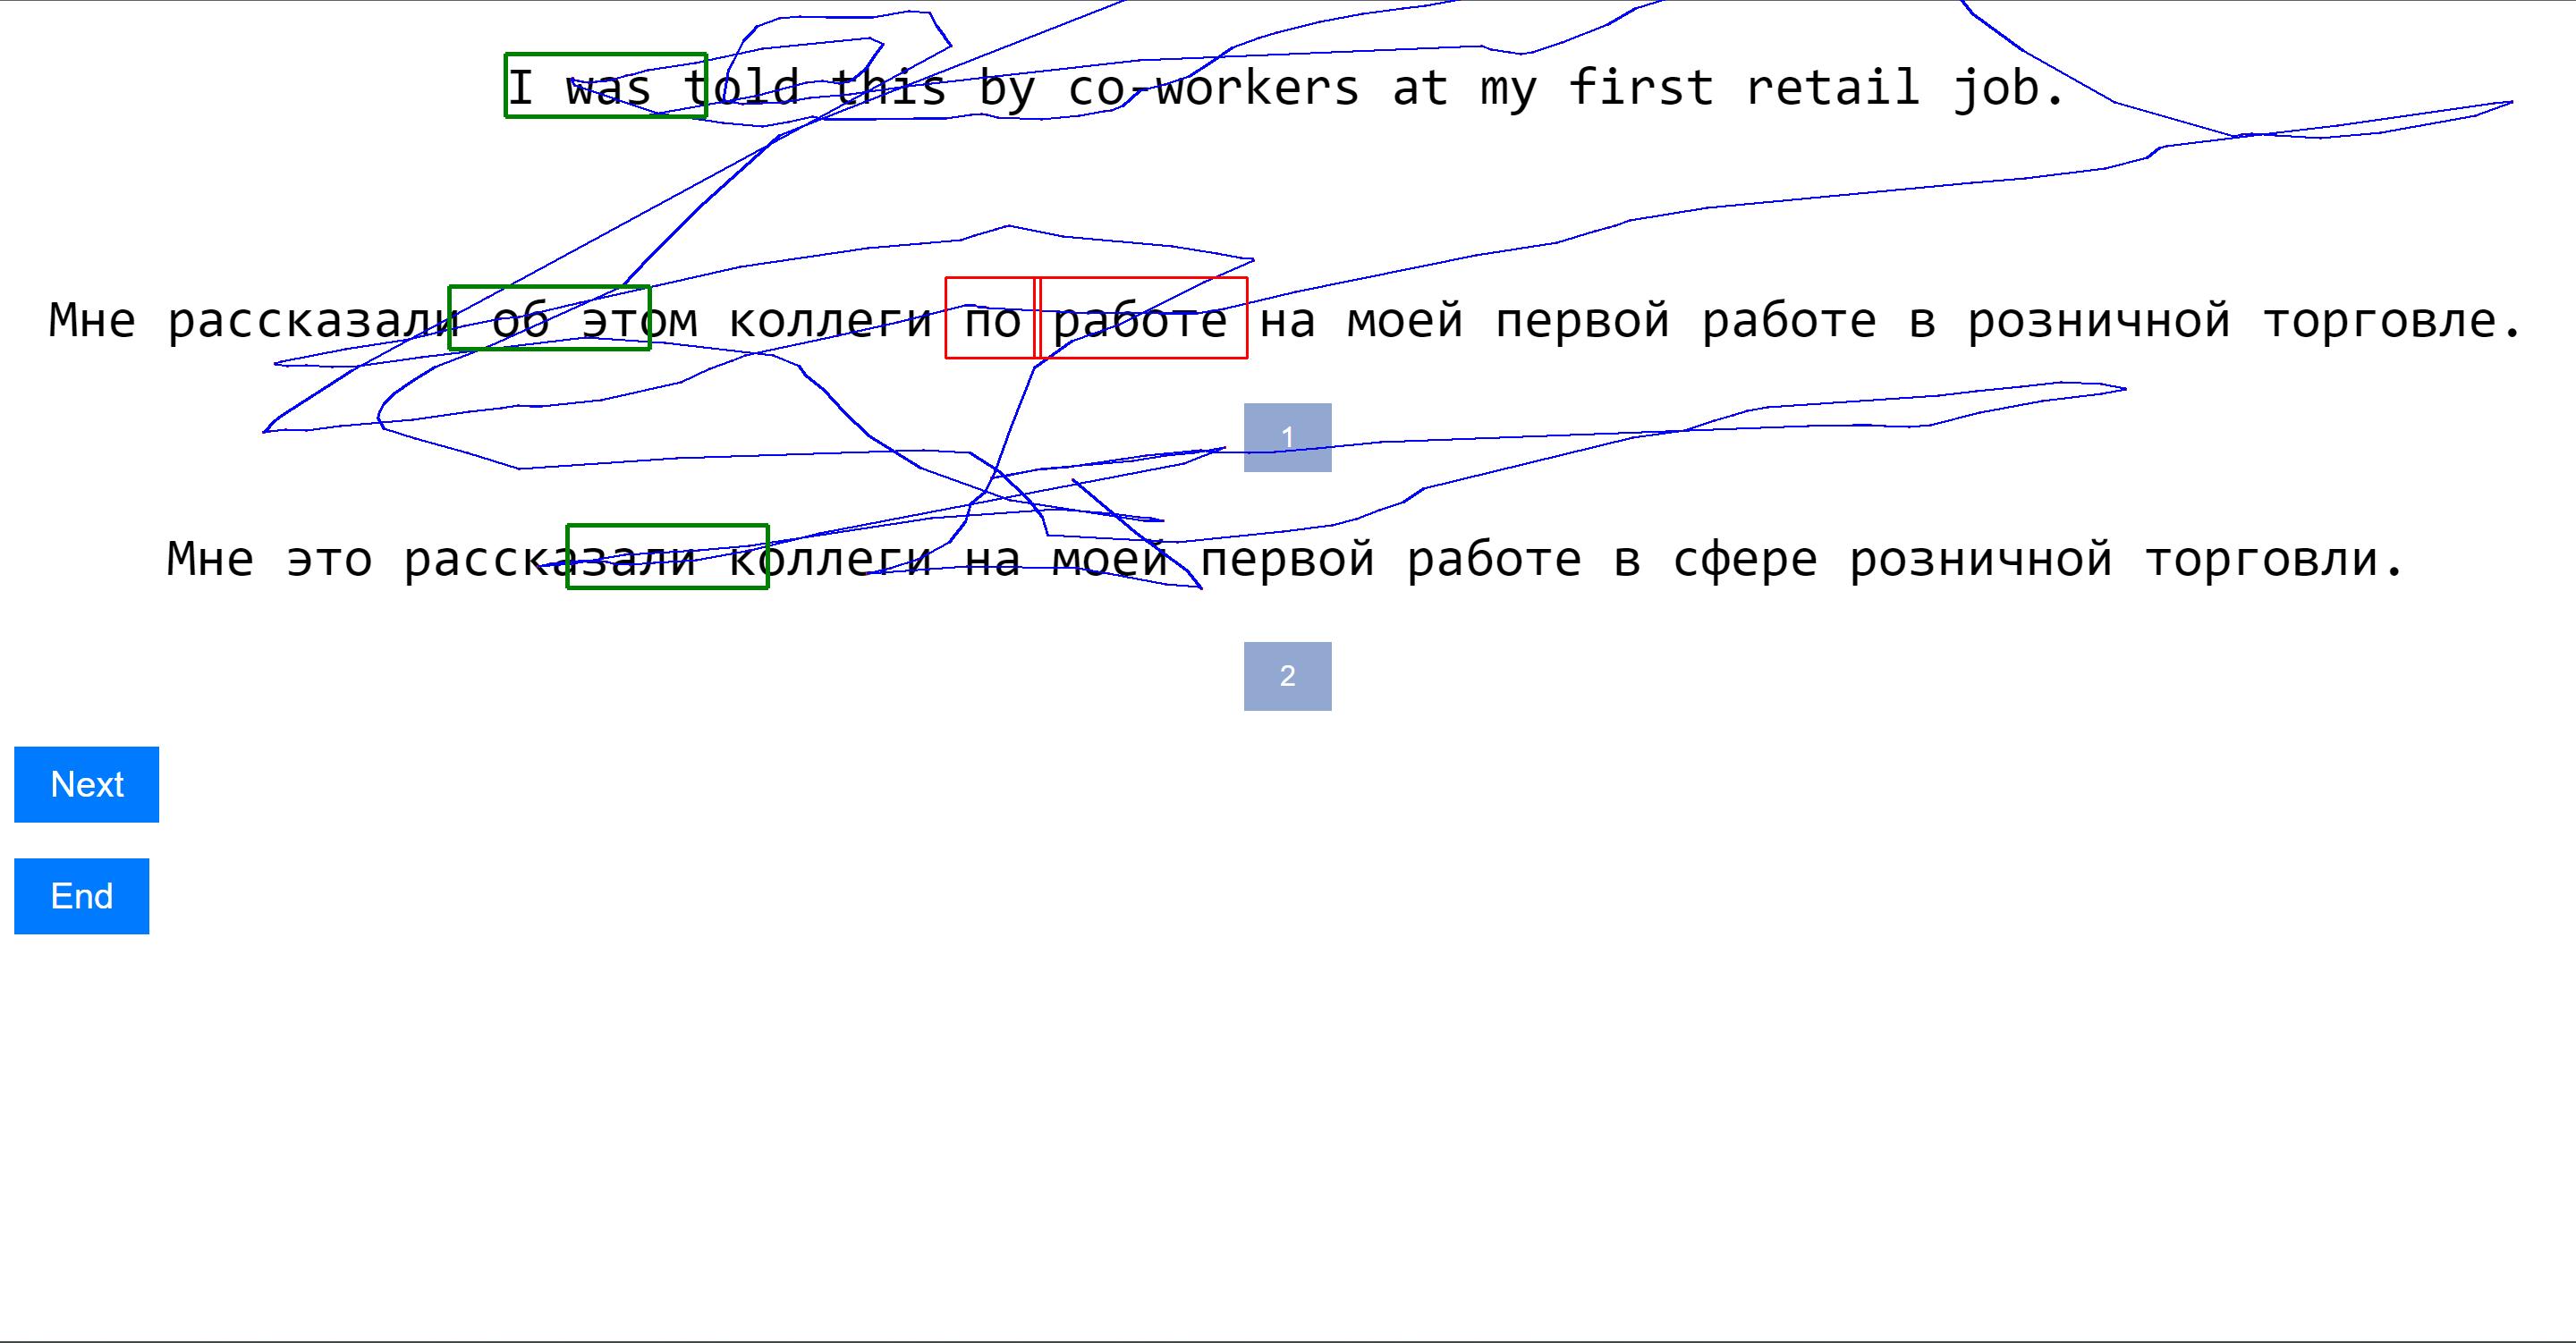 I was told this by co-workers at my first retail job.
Мне рассказали об этом коллеги по работе на моей первой работе в розничной торговле.
1
Мне это рассказали коллеги на моей первой работе в сфере розничной торговли.
2
Next
End